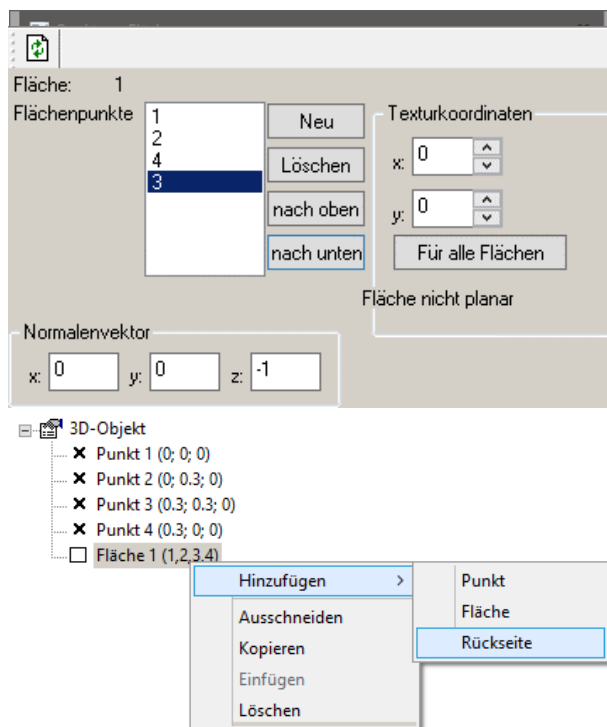 Fläche: 1
Flächenpunkte
1
2
4
3
Neu
Löschen
nach oben
nach unten
Texturkoordinaten
x: 0
y: 0
Für alle Flächen
Fläche nicht planar
Normalenvektor
x: 0 y: 0 z: -1
3D-Objekt
Punkt 1 (0; 0; 0)
Punkt 2 (0; 0.3; 0)
Punkt 3 (0.3; 0.3; 0)
Punkt 4 (0.3; 0; 0)
Fläche 1 (1,2,3,4)
Hinzufügen >
Punkt
Fläche
Rückseite
Ausschneiden
Kopieren
Einfügen
Löschen